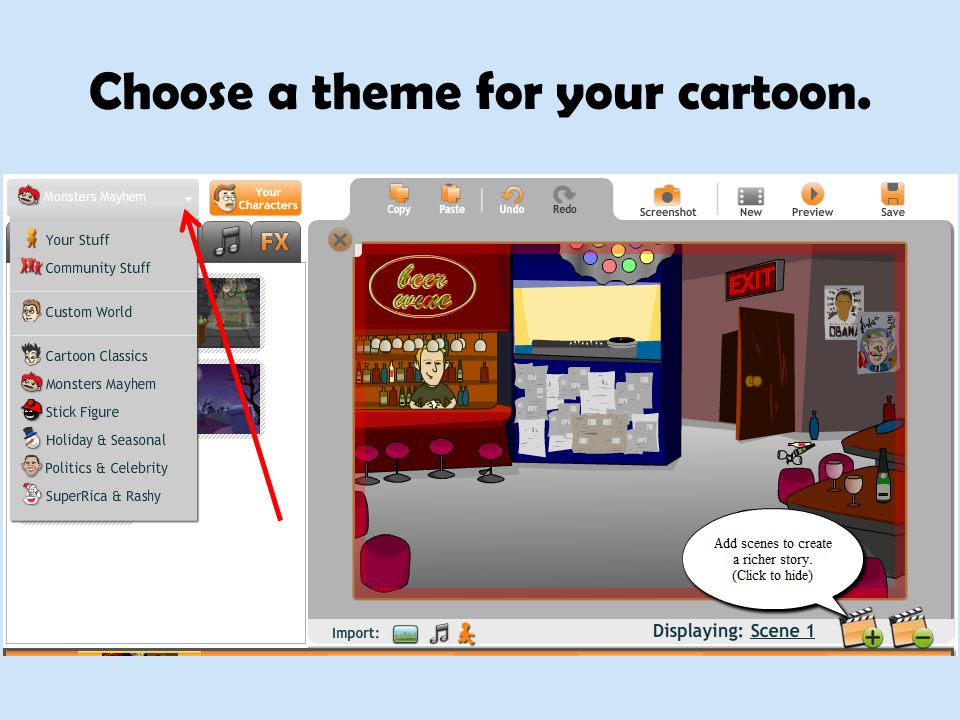 Choose a theme for your cartoon.
Monsters Mayhem
Your
Characters
Copy
Paste
Undo
Redo
Screenshot
New
Preview
Save
Your Stuff
Community Stuff
Custom World
Cartoon Classics
Monsters Mayhem
Stick Figure
Holiday & Seasonal
Politics & Celebrity
SuperRica & Rashy
FX
beer
wine
EXIT
OBAMA
Add scenes to create
a richer story.
(Click to hide)
Import:
Displaying: Scene 1